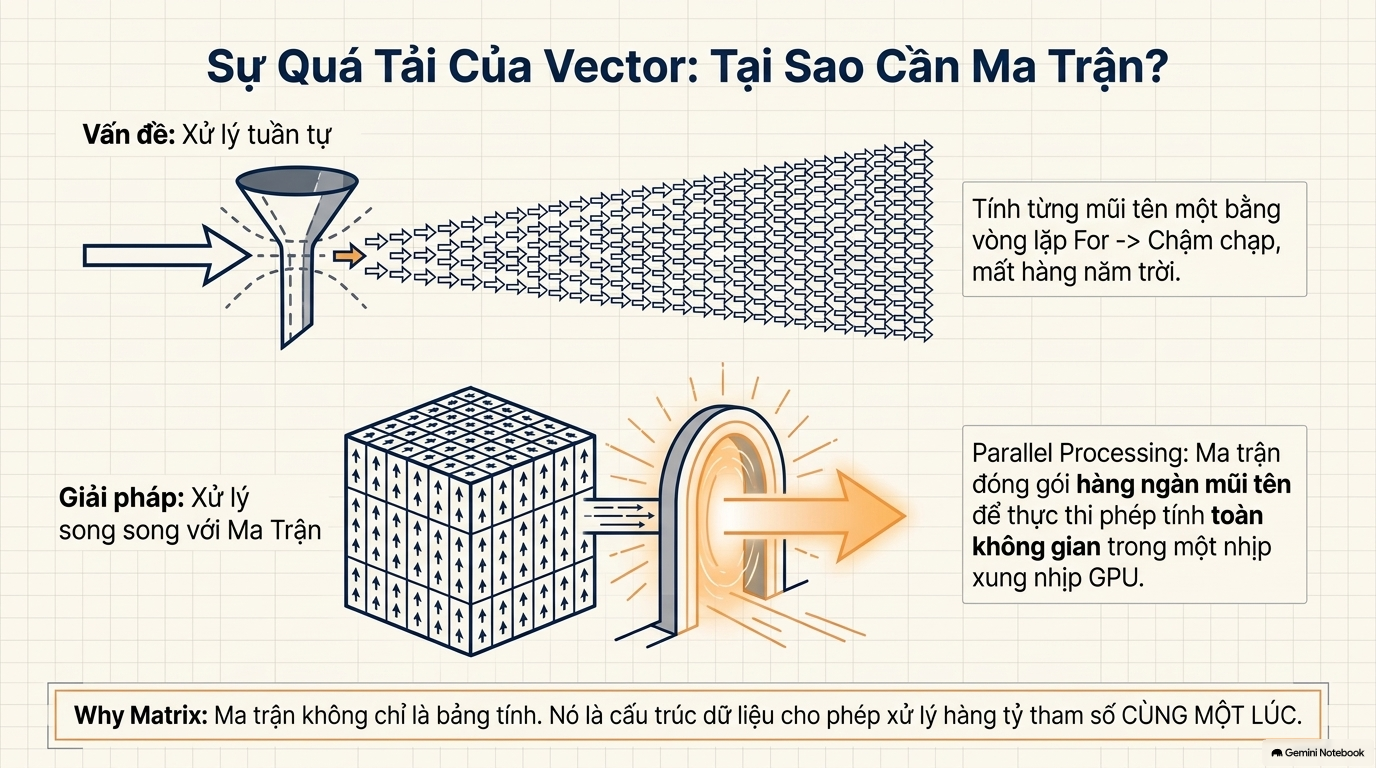 Sự Quá Tải Của Vector: Tại Sao Cần Ma Trận?
Vấn đề: Xử lý tuần tự
Tính từng mũi tên một bằng
vòng lặp For -> Chậm chạp,
mất hàng năm trời.
Giải pháp: Xử lý
song song với Ma Trận
Parallel Processing: Ma trận
đóng gói hàng ngàn mũi tên
để thực thi phép tính toàn
không gian trong một nhịp
xung nhịp GPU.
Why Matrix: Ma trận không chỉ là bảng tính. Nó là cấu trúc dữ liệu cho phép xử lý hàng tỷ tham số CÙNG MỘT LÚC.
Gemini Notebook